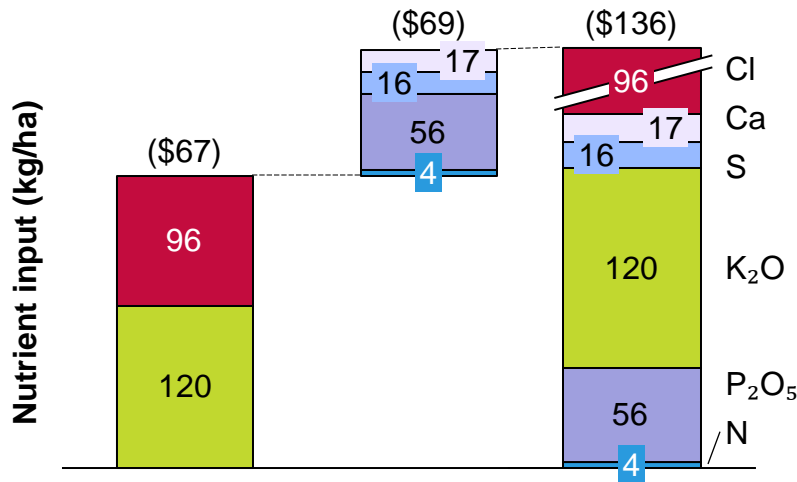 ($69)
($136)
17
96
Cl
16
17
Ca
56
($67)
16
S
4
96
120
K₂O
120
P₂O₅
56
N
4
Nutrient input (kg/ha)